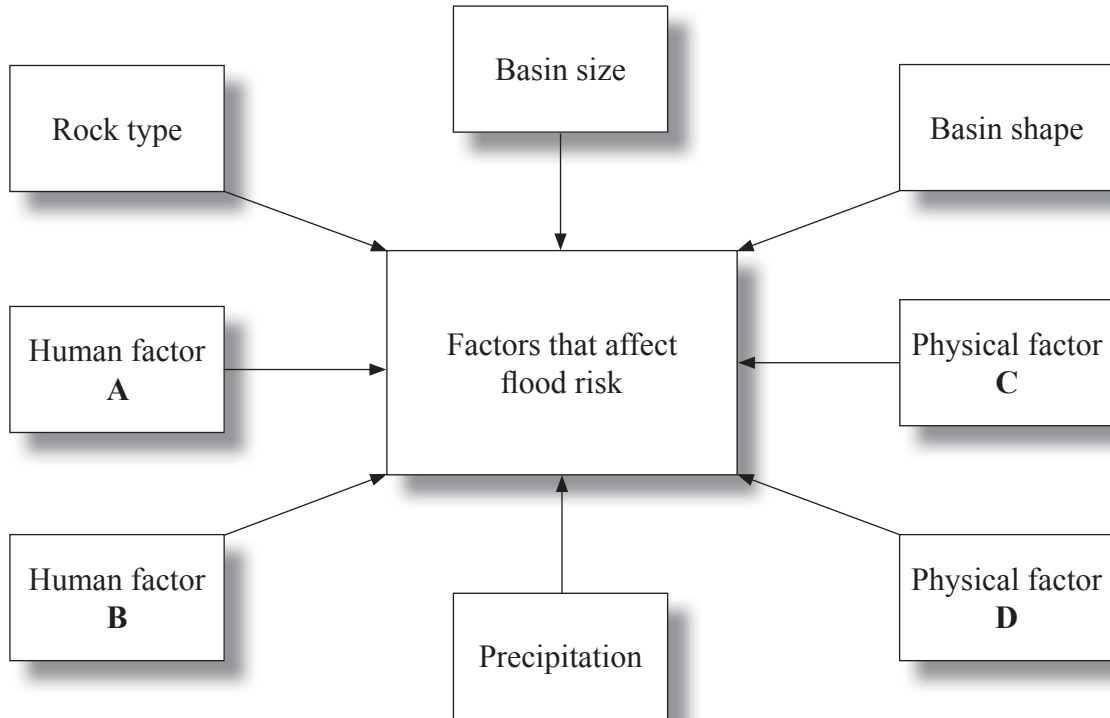 Basin size
Rock type
Basin shape
Human factor
A
Factors that affect
flood risk
Physical factor
C
Human factor
B
Precipitation
Physical factor
D